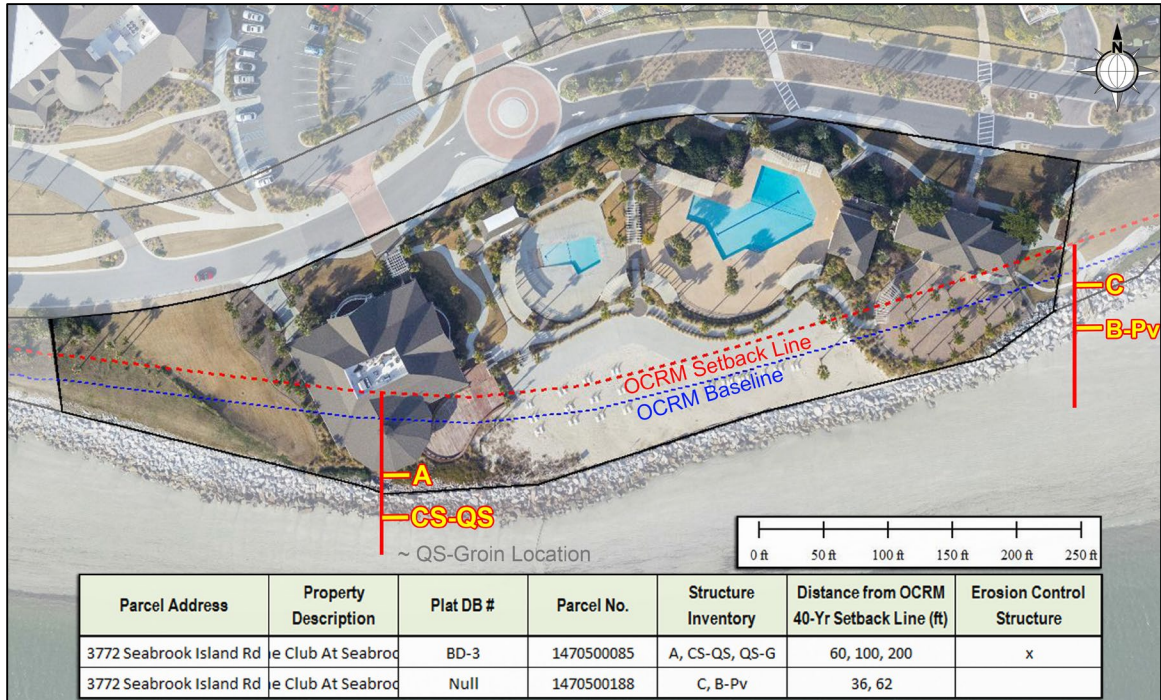 N
C
B-Pv
OCRM Setback Line
OCRM Baseline
A
CS-QS
~ QS-Groin Location
0 ft 50 ft 100 ft 150 ft 200 ft 250 ft
Parcel Address Property Description Plat DB # Parcel No. Structure Inventory Distance from OCRM 40-Yr Setback Line (ft) Erosion Control Structure
3772 Seabrook Island Rd e Club At Seabroo BD-3 1470500085 A, CS-QS, QS-G 60, 100, 200 x
3772 Seabrook Island Rd e Club At Seabroo Null 1470500188 C, B-Pv 36, 62